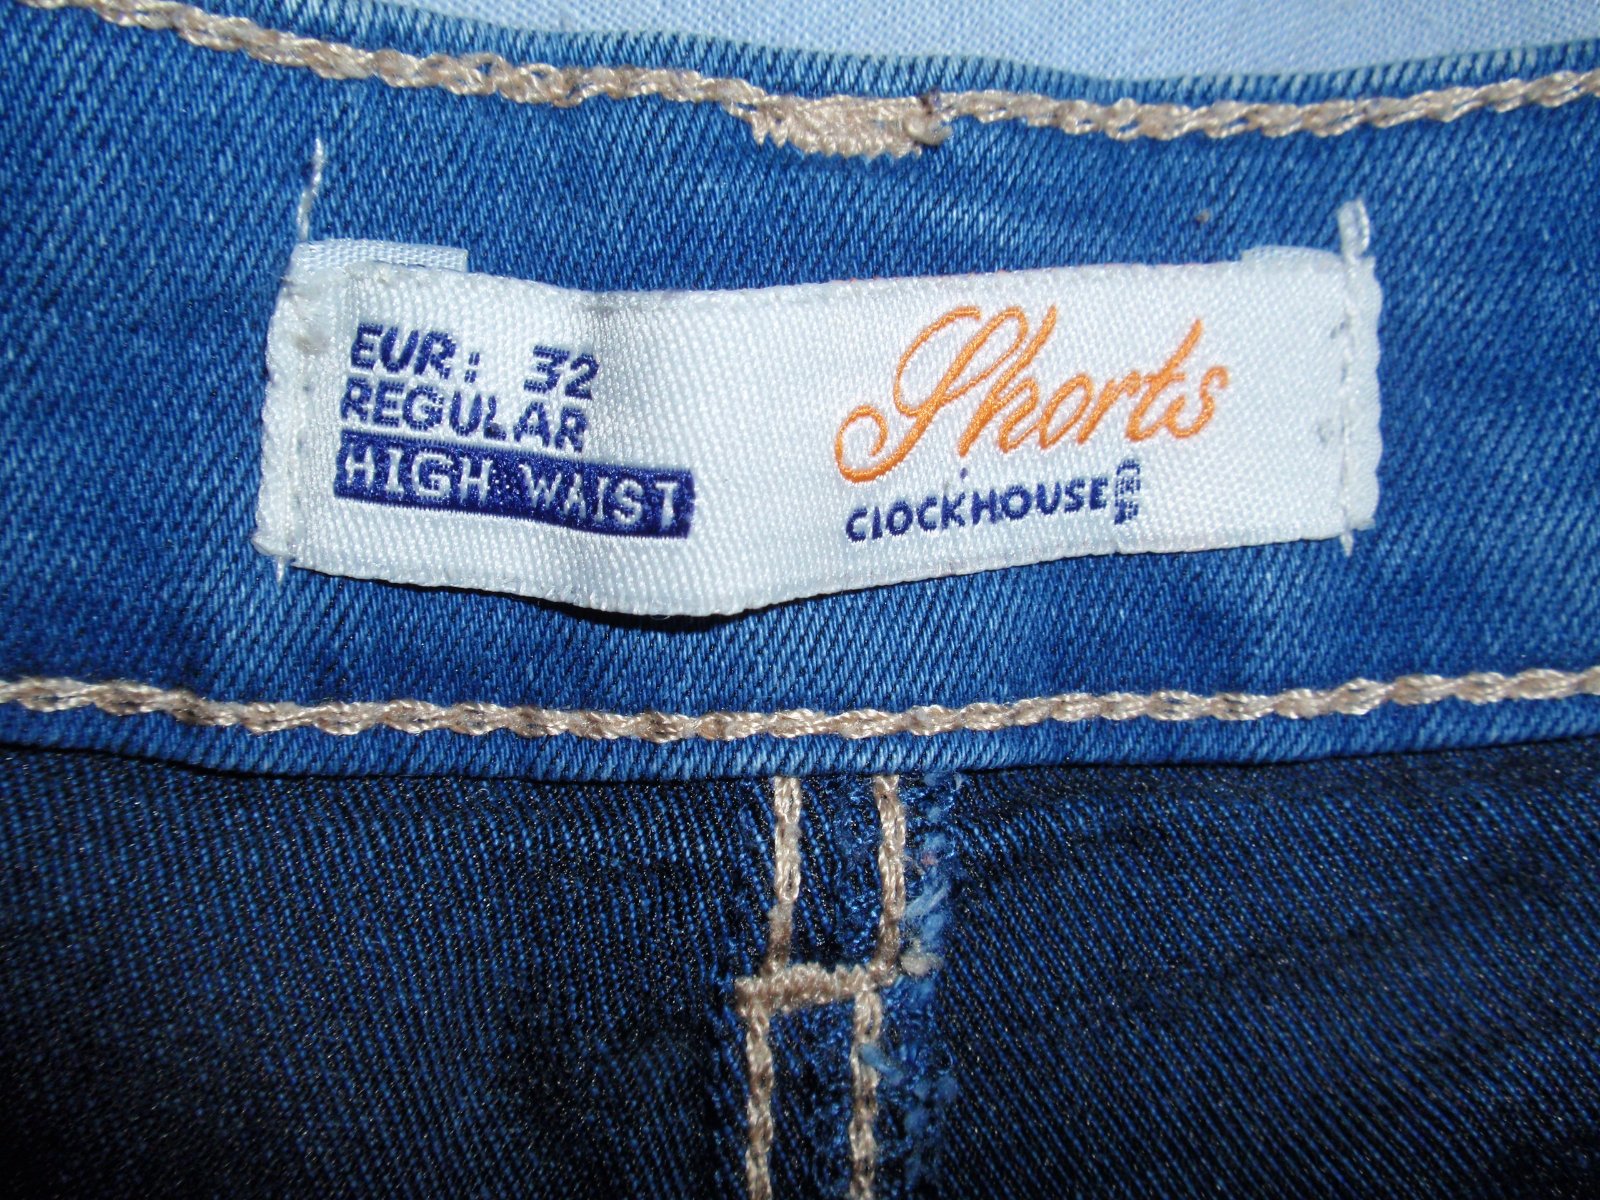 EUR: 32
REGULAR
HIGH WAIST
Shorts
CLOCKHOUSE